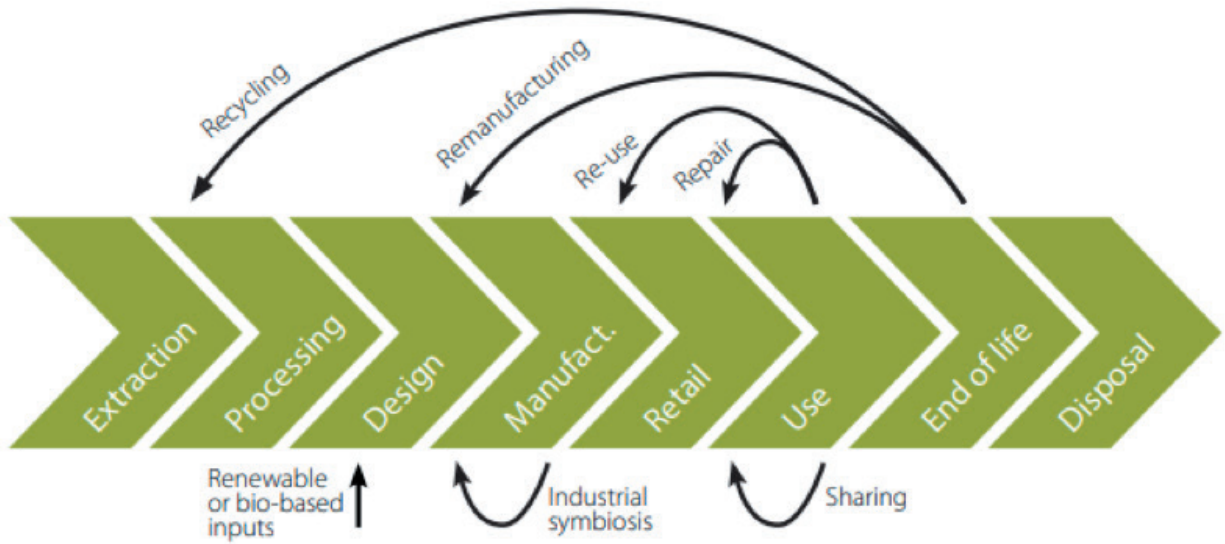 Recycling
Remanufacturing
Re-use
Repair
Extraction
Processing
Design
Manufact.
Retail
Use
End of life
Disposal
Renewable
or bio-based
inputs
Industrial
symbiosis
Sharing